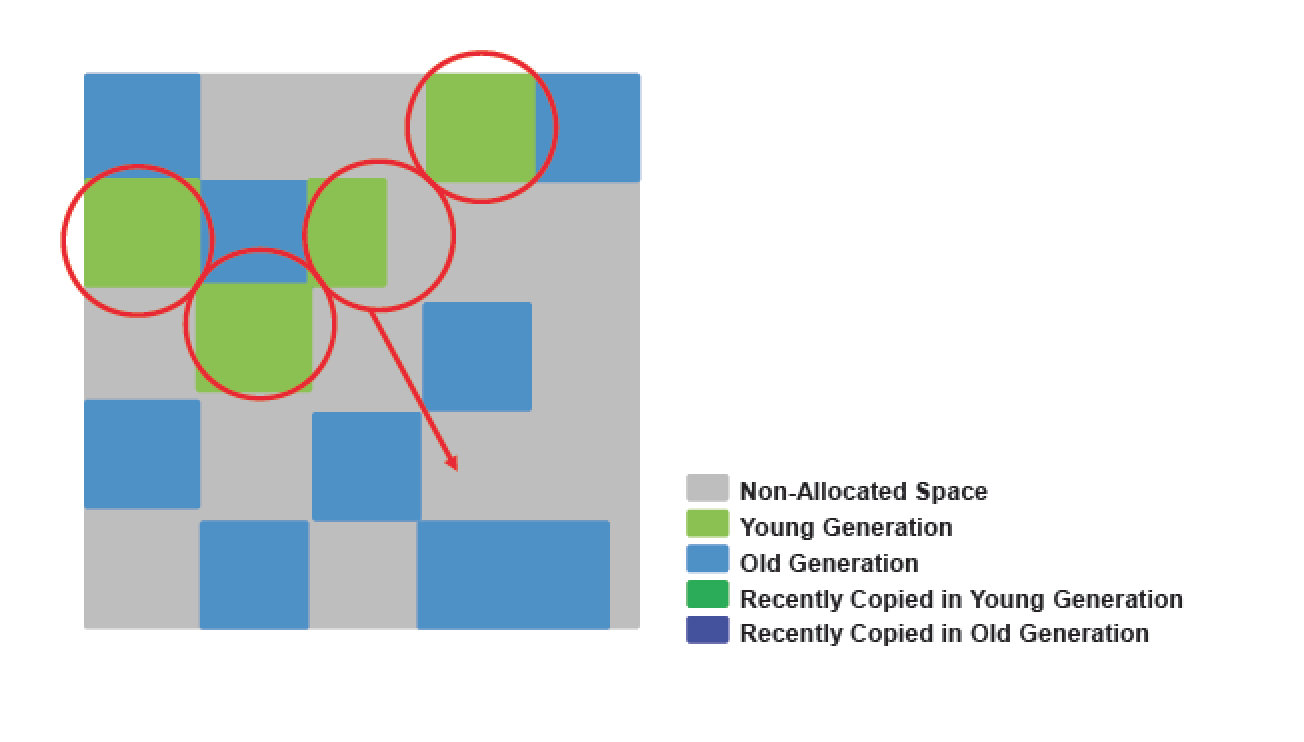 Non-Allocated Space
Young Generation
Old Generation
Recently Copied in Young Generation
Recently Copied in Old Generation